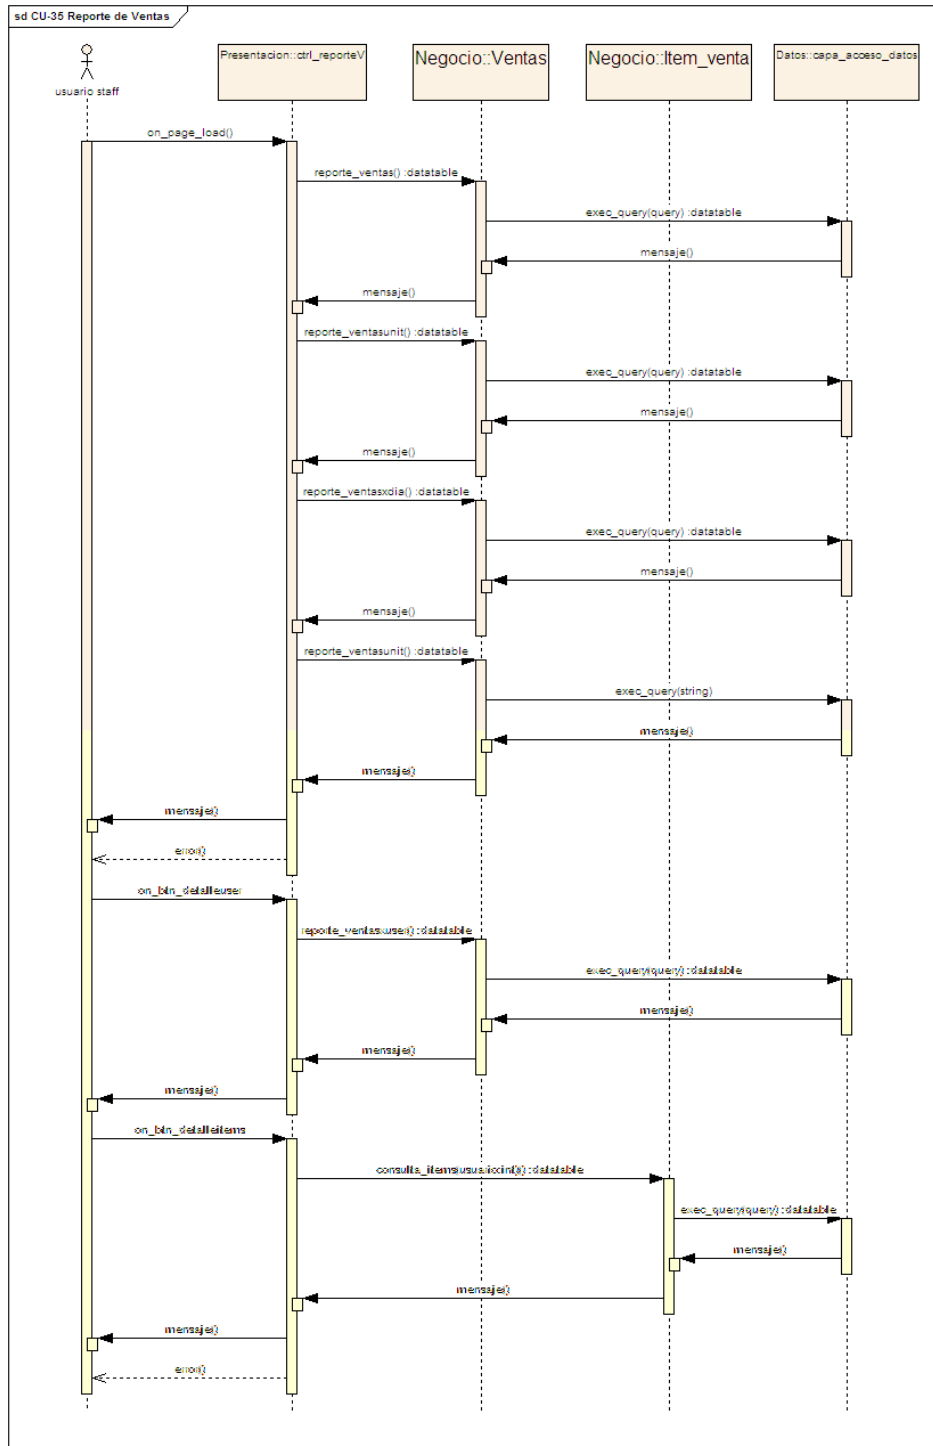 sd CU-35 Reporte de Ventas
usuario staff
Presentacion::ctrl_reporteV
Negocio::Ventas
Negocio::Item_venta
Datos::capa_acceso_datos
on_page_load()
reporte_ventas() :datatable
exec_query(query) :datatable
mensaje()
mensaje()
reporte_ventasunit() :datatable
exec_query(query) :datatable
mensaje()
mensaje()
reporte_ventasxdia() :datatable
exec_query(query) :datatable
mensaje()
mensaje()
reporte_ventasunit() :datatable
exec_query(string)
mensaje()
mensaje()
mensaje()
error()
on_btn_detalleuser
reporte_ventasxuser() :datatable
exec_query(query) :datatable
mensaje()
mensaje()
mensaje()
on_btn_detalleitems
:datatable
exec_query(query) :datatable
mensaje()
mensaje()
mensaje()
error()